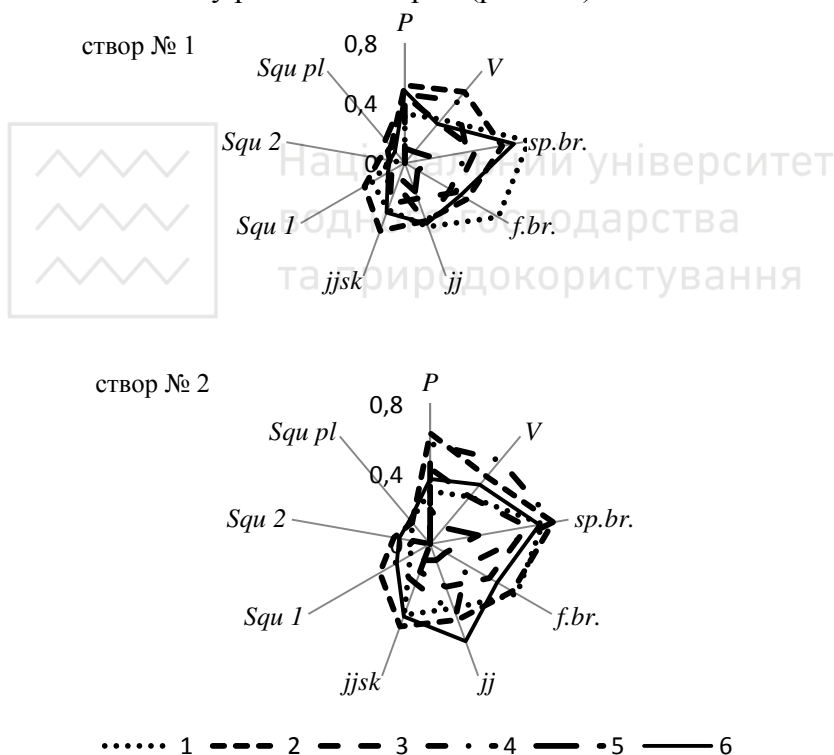 створ № 1
P
0,8
V
Squ pl
0,4
Squ 2
0
sp.br.
Національний університет
Squ 1
f.br.
водного господарства
jjsk
jj
та природокористування
створ № 2
P
0,8
V
Squ pl
0,4
Squ 2
0
sp.br.
Squ 1
f.br.
jjsk
jj
1 2 3 4 5 6